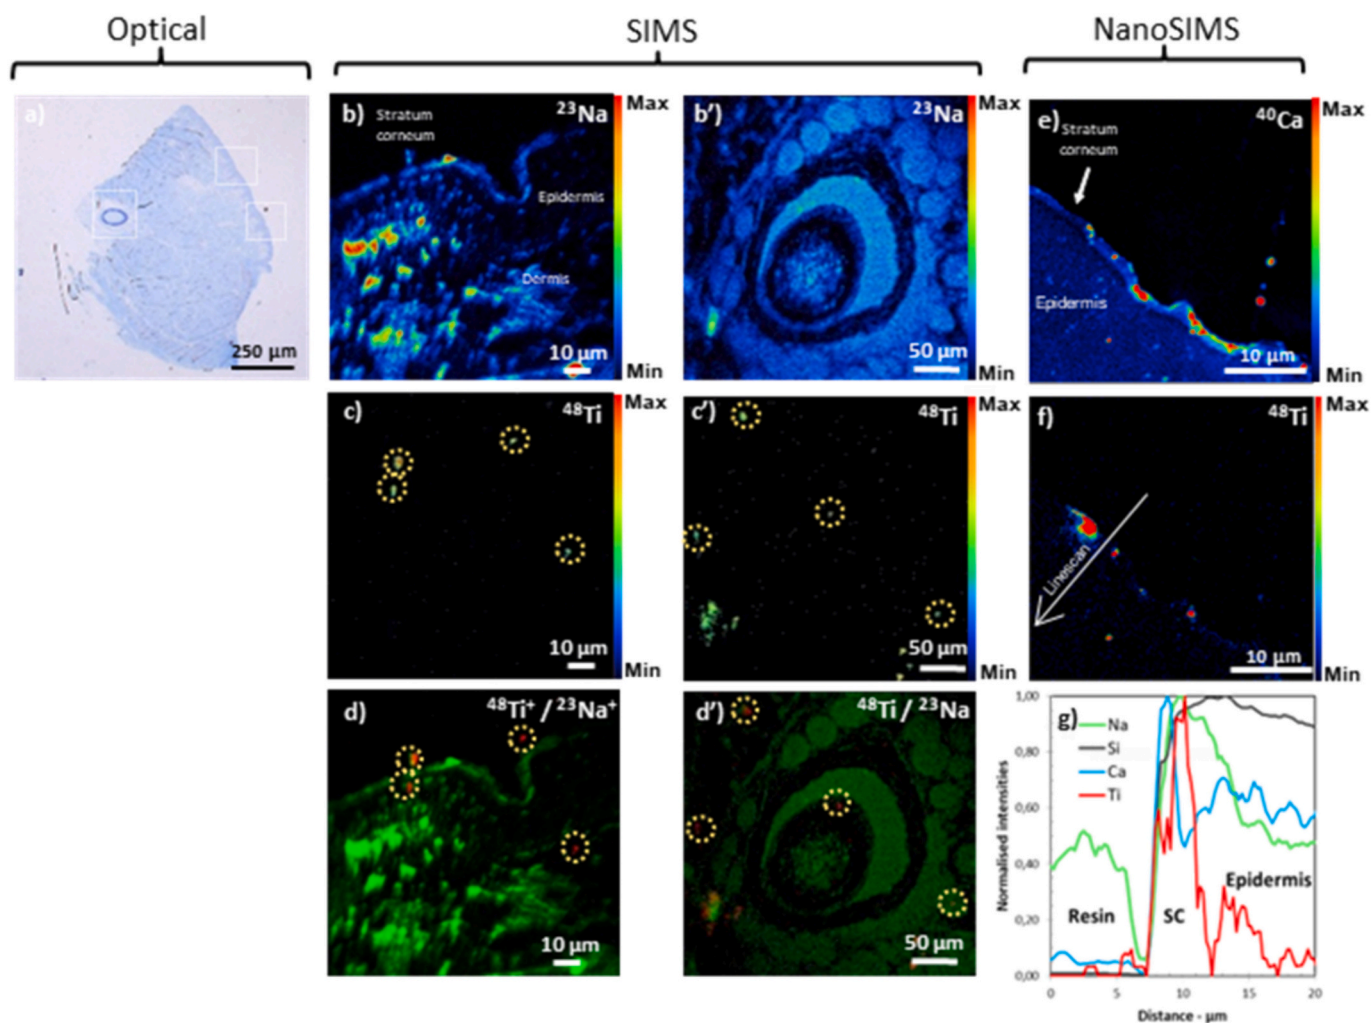 Optical
SIMS
NanoSIMS
a)
250 µm
b)
Stratum
corneum
²³Na
Epidermis
Dermis
10 µm
Max
Min
b')
²³Na
50 µm
Max
Min
e)
Stratum
corneum
⁴⁰Ca
Epidermis
10 µm
Max
Min
c)
⁴⁸Ti
10 µm
Max
Min
c')
⁴⁸Ti
50 µm
Max
Min
f)
⁴⁸Ti
Linescan
10 µm
Max
Min
d)
⁴⁸Ti⁺ / ²³Na⁺
10 µm
d')
⁴⁸Ti / ²³Na
50 µm
g)
Na
Si
Ca
Ti
Resin
SC
Epidermis
Normalised intensities
1,00
0,80
0,60
0,40
0,20
0,00
0 5 10 15 20
Distance - µm